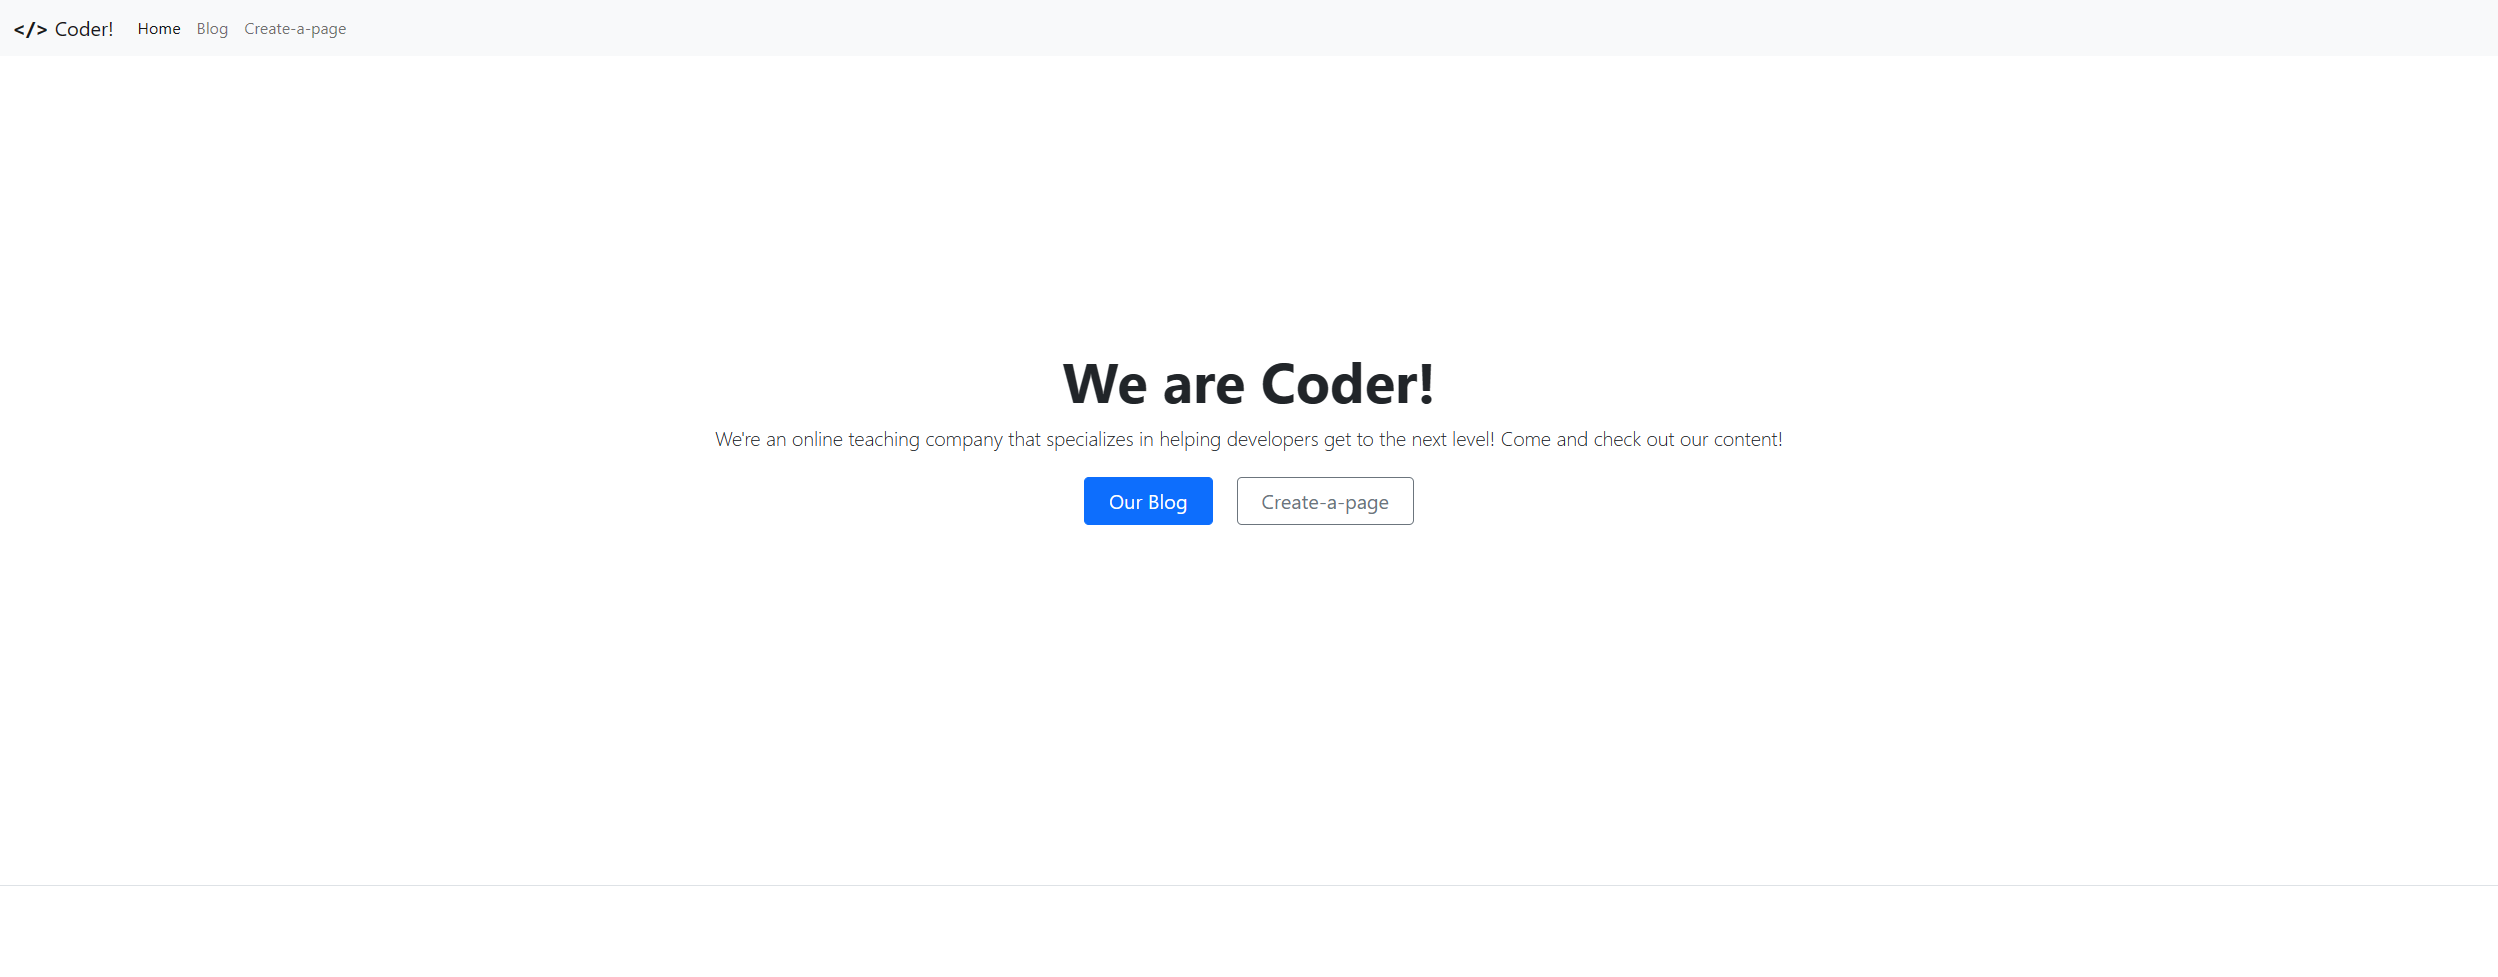 </> Coder! Home Blog Create-a-page
We are Coder!
We're an online teaching company that specializes in helping developers get to the next level! Come and check out our content!
Our Blog Create-a-page